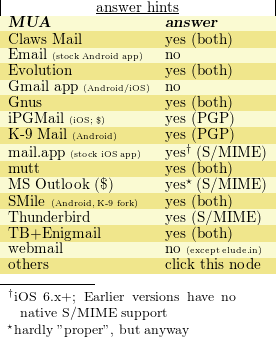 answer hints
MUA answer
Claws Mail yes (both)
Email (stock Android app) no
Evolution yes (both)
Gmail app (Android/iOS) no
Gnus yes (both)
iPGMail (iOS; $) yes (PGP)
K-9 Mail (Android) yes (PGP)
mail.app (stock iOS app) yes† (S/MIME)
mutt yes (both)
MS Outlook ($) yes* (S/MIME)
SMile (Android, K-9 fork) yes (both)
Thunderbird yes (S/MIME)
TB+Enigmail yes (both)
webmail no (except elude.in)
others click this node
†iOS 6.x+; Earlier versions have no
native S/MIME support
*hardly "proper", but anyway